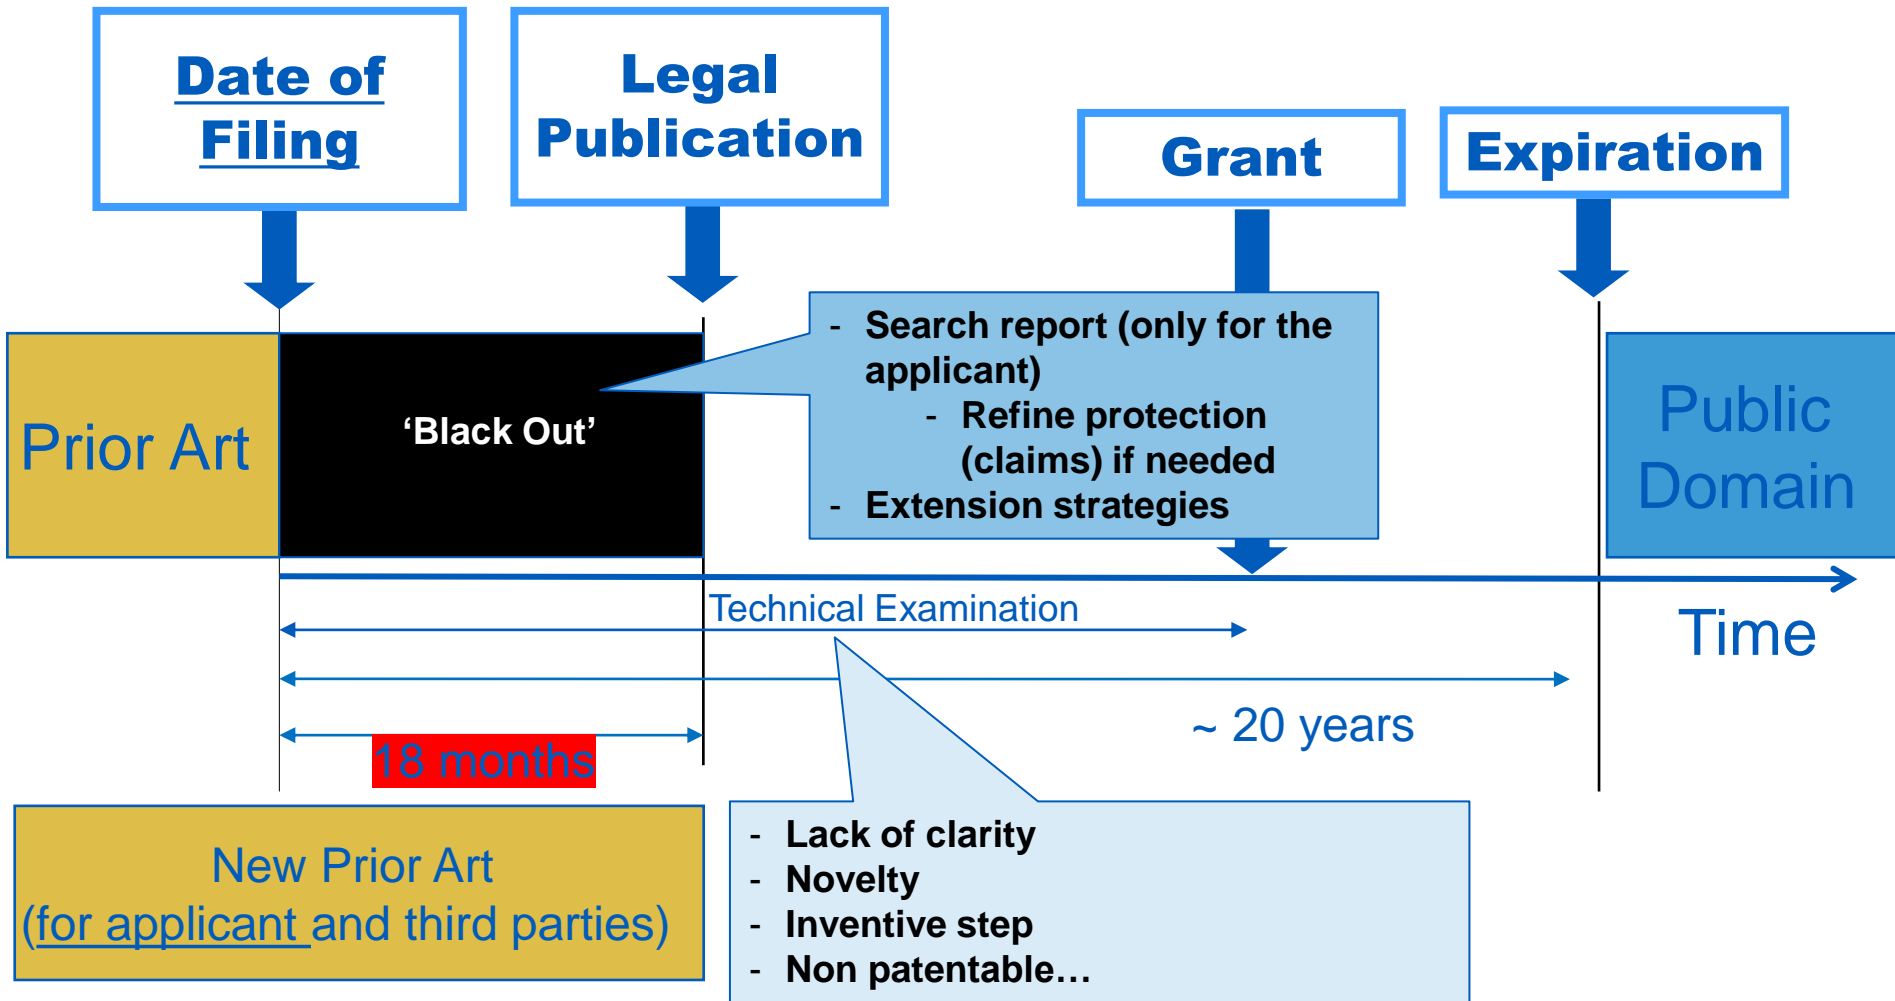 Date of
Filing
Legal
Publication
Grant
Expiration
Prior Art
‘Black Out’
- Search report (only for the
applicant)
- Refine protection
(claims) if needed
- Extension strategies
Public
Domain
Technical Examination
Time
~ 20 years
18 months
New Prior Art
(for applicant and third parties)
- Lack of clarity
- Novelty
- Inventive step
- Non patentable…